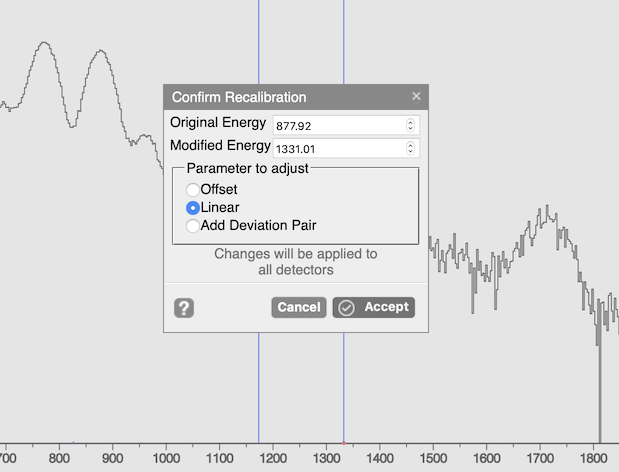 Confirm Recalibration ×
Original Energy 877.92
Modified Energy 1331.01
Parameter to adjust
Offset
Linear
Add Deviation Pair
Changes will be applied to
all detectors
? Cancel Accept
700 800 900 1000 1100 1200 1300 1400 1500 1600 1700 1800